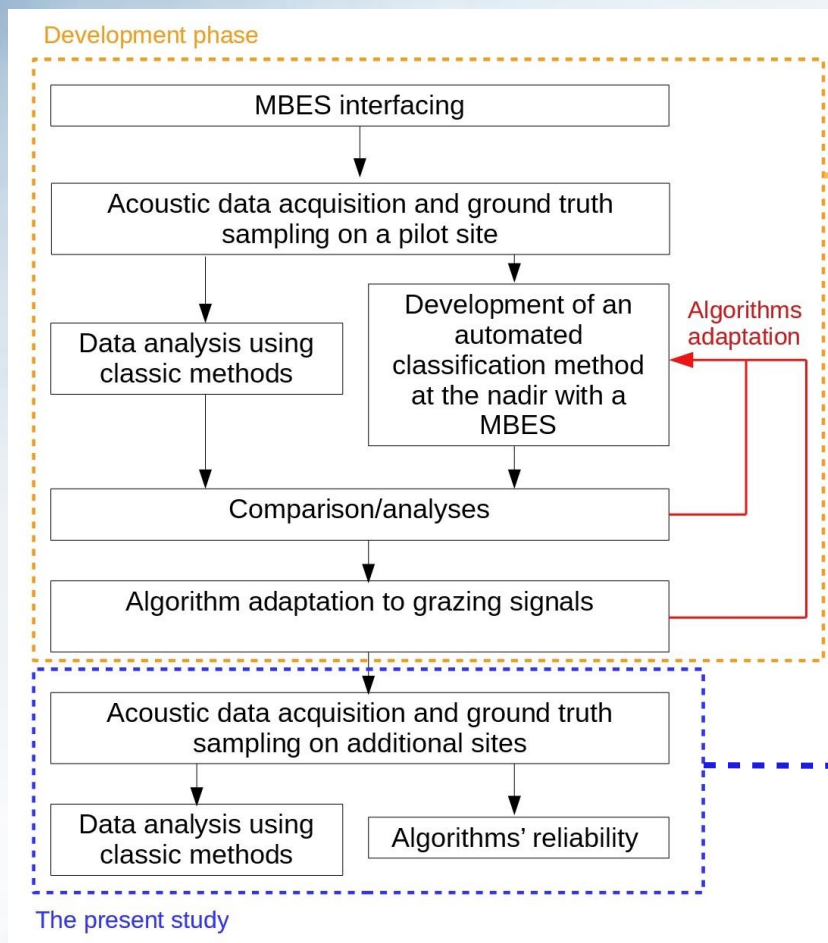 Development phase
MBES interfacing
Acoustic data acquisition and ground truth
sampling on a pilot site
Data analysis using
classic methods
Development of an
automated
classification method
at the nadir with a
MBES
Algorithms
adaptation
Comparison/analyses
Algorithm adaptation to grazing signals
Acoustic data acquisition and ground truth
sampling on additional sites
Data analysis using
classic methods
Algorithms’ reliability
The present study